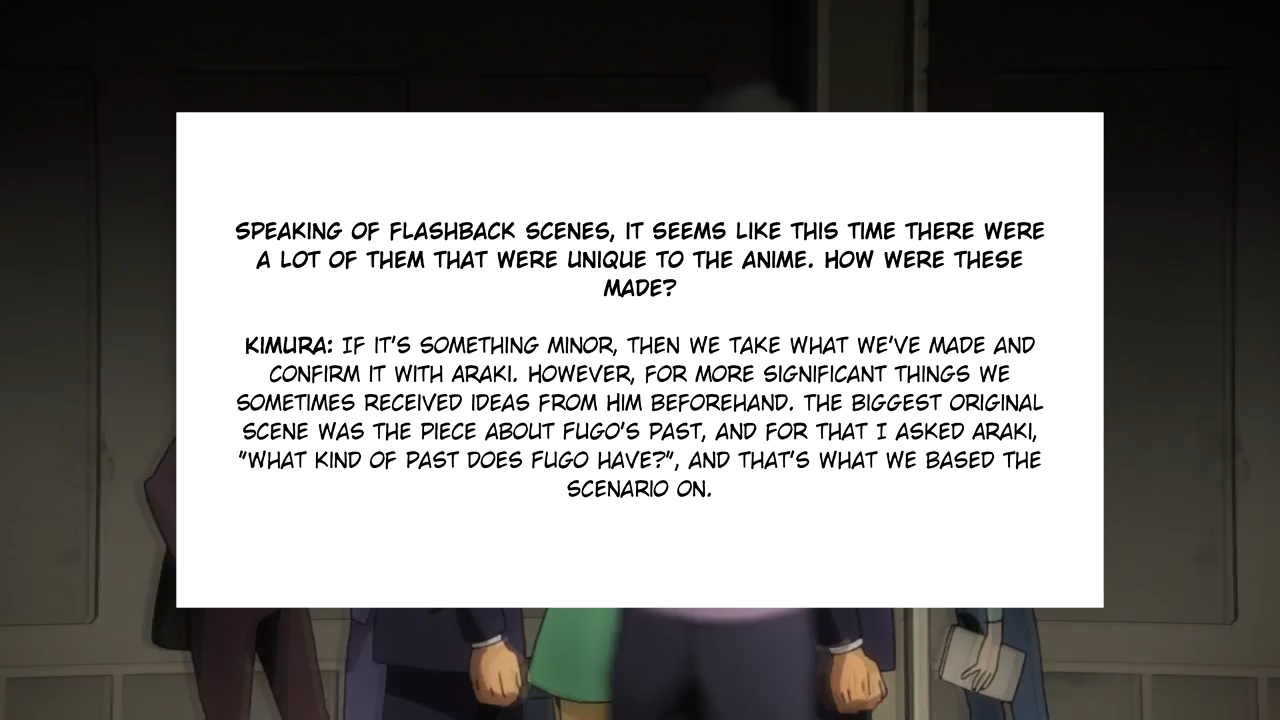 SPEAKING OF FLASHBACK SCENES, IT SEEMS LIKE THIS TIME THERE WERE
A LOT OF THEM THAT WERE UNIQUE TO THE ANIME. HOW WERE THESE
MADE?
KIMURA: IF IT'S SOMETHING MINOR, THEN WE TAKE WHAT WE'VE MADE AND
CONFIRM IT WITH ARAKI. HOWEVER, FOR MORE SIGNIFICANT THINGS WE
SOMETIMES RECEIVED IDEAS FROM HIM BEFOREHAND. THE BIGGEST ORIGINAL
SCENE WAS THE PIECE ABOUT FUGO'S PAST, AND FOR THAT I ASKED ARAKI,
"WHAT KIND OF PAST DOES FUGO HAVE?", AND THAT'S WHAT WE BASED THE
SCENARIO ON.